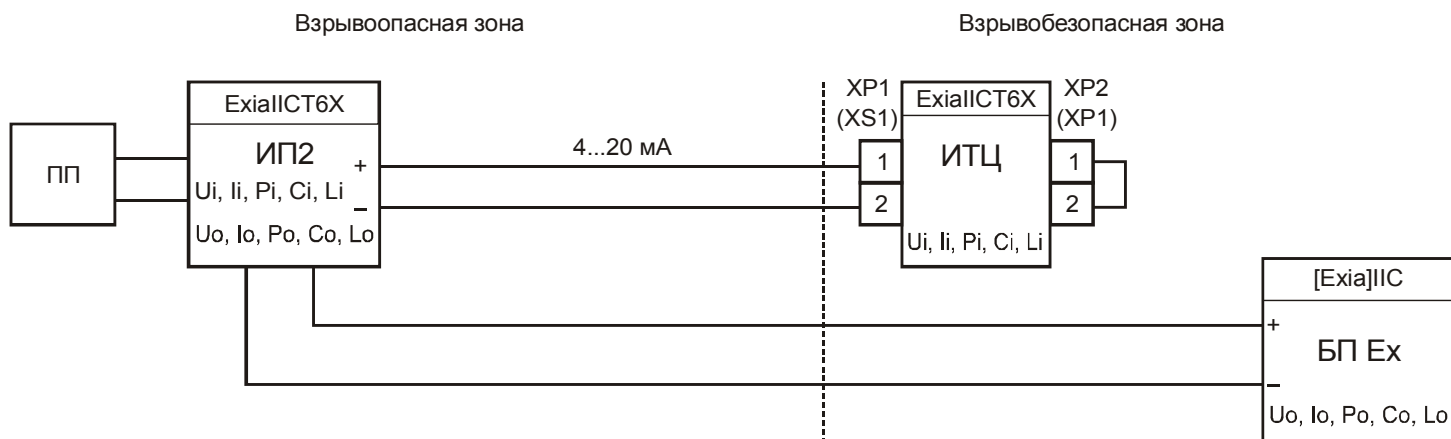 Взрывоопасная зона
Взрывобезопасная зона
ПП
ExiaIICT6X
ИП2
+
Ui, Ii, Pi, Ci, Li
−
Uo, Io, Po, Co, Lo
4...20 мА
XP1
(XS1)
1
2
ExiaIICT6X
ИТЦ
Ui, Ii, Pi, Ci, Li
XP2
(XP1)
1
2
[Exia]IIC
+
БП Ex
−
Uo, Io, Po, Co, Lo